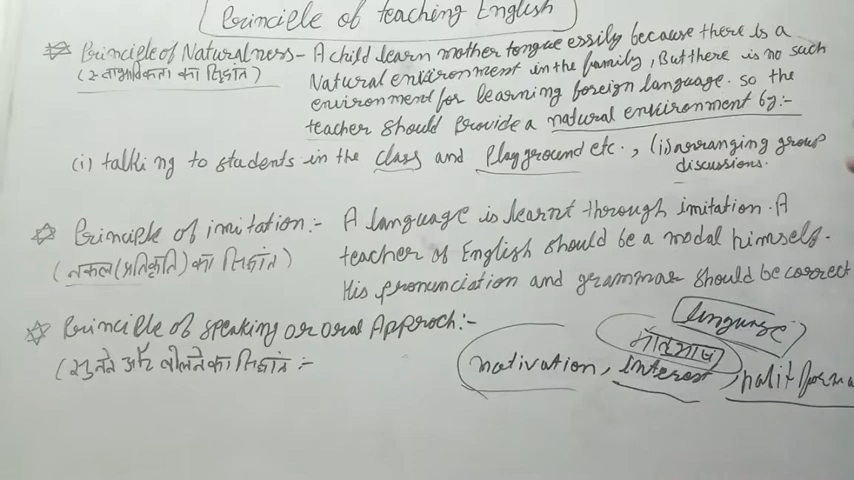 Principle of teaching English
Principle of Naturalness - A child learn mother tongue essily because there is a
(स्वाभाविकता का सिद्धांत) Natural environment in the family, But there is no such
environment for learning foreign language. so the
teacher should provide a natural environment by:-
(i) talking to students in the class and playground etc., (ii) arranging group
discussions.
Principle of imitation:- A language is learnt through imitation. A
(नकल (प्रतिकृति) का सिद्धांत) teacher of English should be a modal himself.
His pronunciation and grammar should be correct
Principle of speaking or oral Approch:-
(सुनने और बोलने का सिद्धांत :-
language
motivation, interest, habit forma